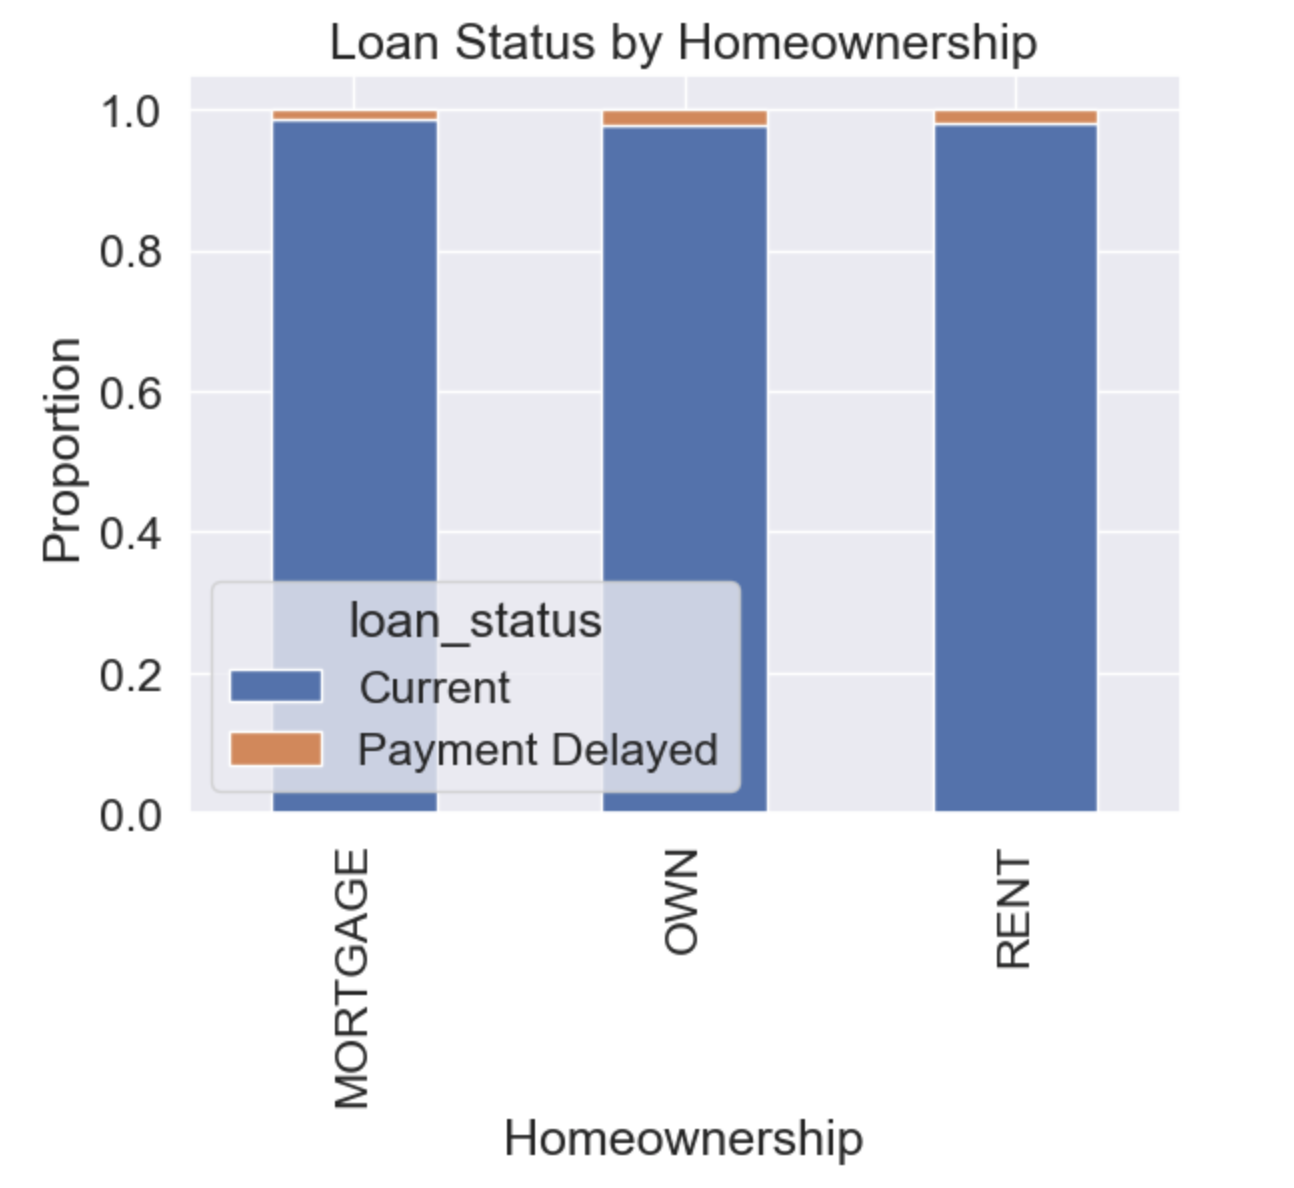 Loan Status by Homeownership
1.0
0.8
0.6
0.4
0.2
0.0
Proportion
loan_status
Current
Payment Delayed
MORTGAGE
OWN
RENT
Homeownership